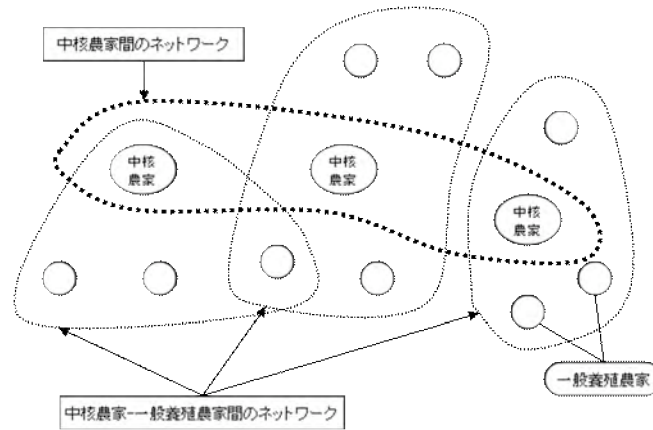 中核農家間のネットワーク
中核
農家
中核
農家
中核
農家
一般養殖農家
中核農家-一般養殖農家間のネットワーク